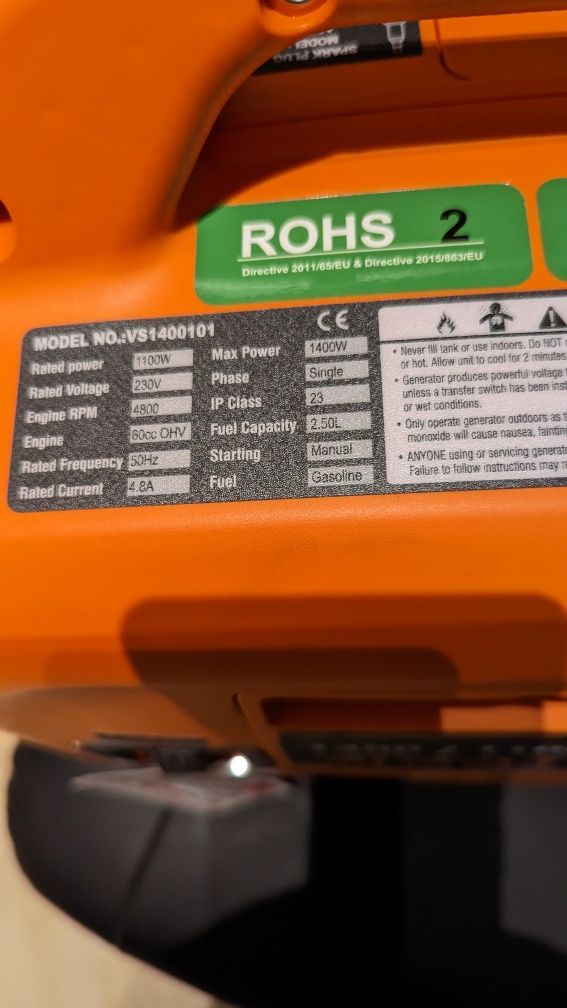 SPARK PLUG
MODEL
ROHS 2
Directive 2011/65/EU & Directive 2015/863/EU
MODEL NO.:VS1400101
CE
Rated power 1100W Max Power 1400W
Rated Voltage 230V Phase Single
Engine RPM 4800 IP Class 23
Engine 60cc OHV Fuel Capacity 2.50L
Rated Frequency 50Hz Starting Manual
Rated Current 4.8A Fuel Gasoline
• Never fill tank or use indoors. Do NOT
or hot. Allow unit to cool for 2 minutes
• Generator produces powerful voltage
unless a transfer switch has been
or wet conditions.
• Only operate generator outdoors as
monoxide will cause nausea,
• ANYONE using or servicing
Failure to follow instructions may